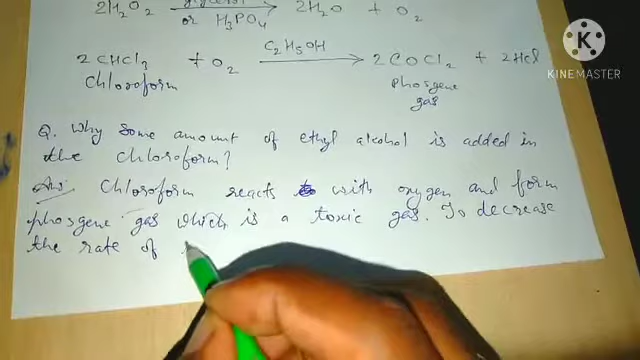 2H₂O₂ glycerol 2H₂O + O₂
or H₃PO₄
C₂H₅OH
2CHCl₃ + O₂ → 2COCl₂ + 2HCl
Chloroform phosgene
gas
KINEMASTER
Q. Why some amount of ethyl alcohol is added in
the chloroform?
Ans. Chloroform reacts with oxygen and form
phosgene gas which is a toxic gas. To decrease
the rate of